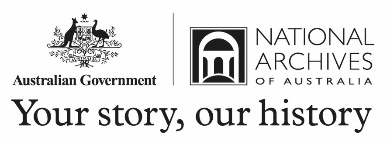 Australian Government
NATIONAL
ARCHIVES
OF AUSTRALIA
Your story, our history